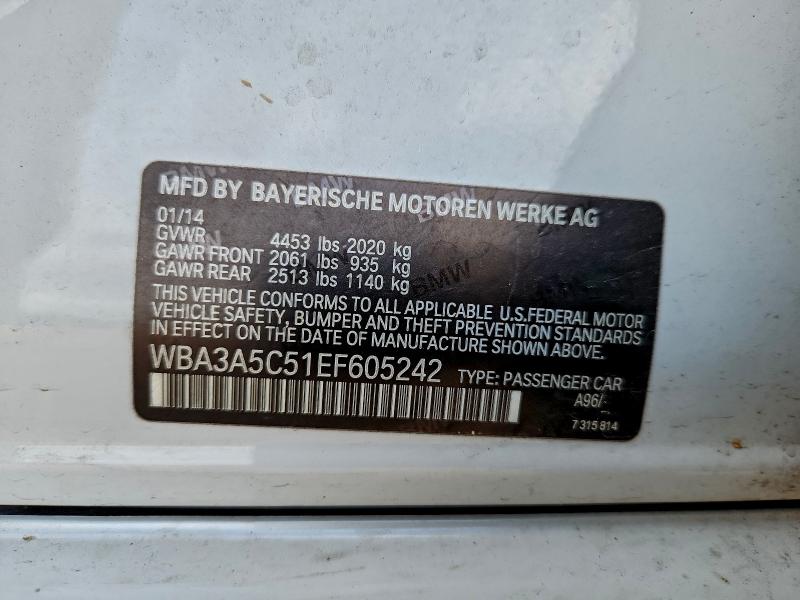 MFD BY BAYERISCHE MOTOREN WERKE AG
01/14
GVWR 4453 lbs 2020 kg
GAWR FRONT 2061 lbs 935 kg
GAWR REAR 2513 lbs 1140 kg
THIS VEHICLE CONFORMS TO ALL APPLICABLE U.S.FEDERAL MOTOR
VEHICLE SAFETY, BUMPER AND THEFT PREVENTION STANDARDS
IN EFFECT ON THE DATE OF MANUFACTURE SHOWN ABOVE.
WBA3A5C51EF605242 TYPE: PASSENGER CAR
A96/
7 315 814